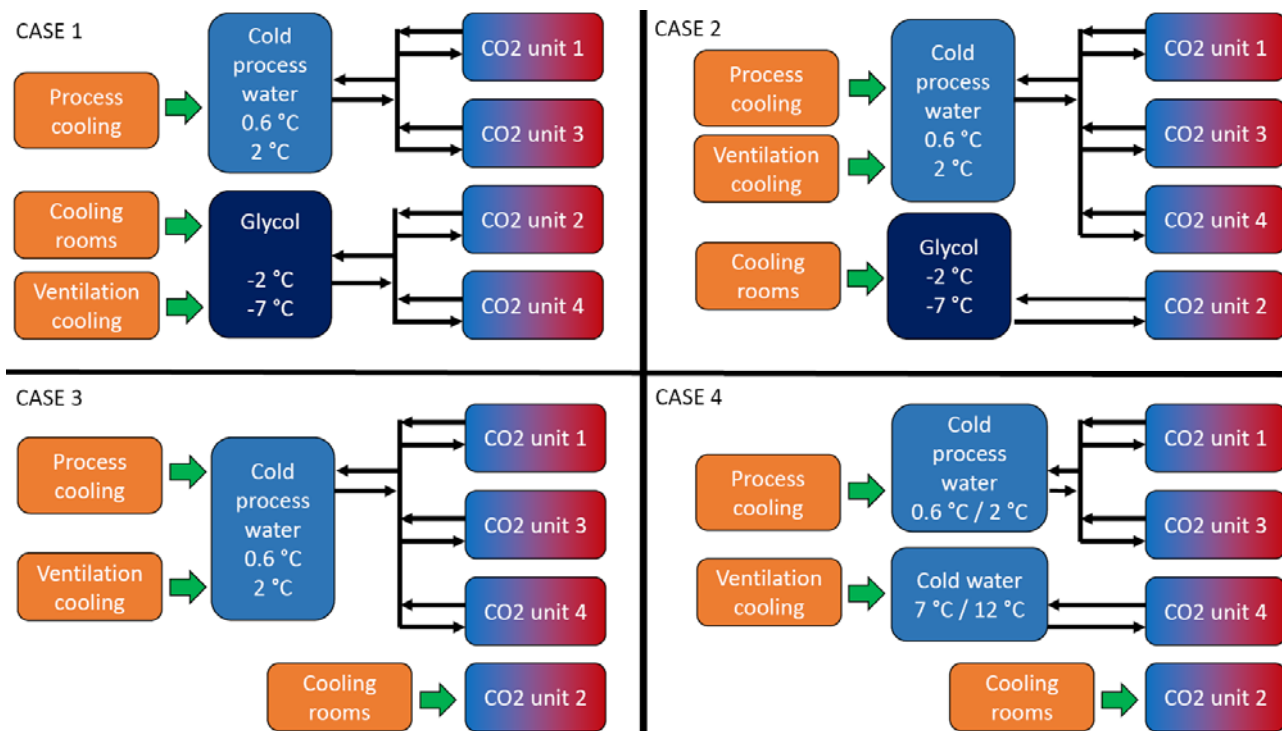 CASE 1
Process
cooling
Cooling
rooms
Ventilation
cooling
Cold
process
water
0.6 °C
2 °C
Glycol
-2 °C
-7 °C
CO2 unit 1
CO2 unit 3
CO2 unit 2
CO2 unit 4
CASE 2
Process
cooling
Ventilation
cooling
Cooling
rooms
Cold
process
water
0.6 °C
2 °C
Glycol
-2 °C
-7 °C
CO2 unit 1
CO2 unit 3
CO2 unit 4
CO2 unit 2
CASE 3
Process
cooling
Ventilation
cooling
Cold
process
water
0.6 °C
2 °C
CO2 unit 1
CO2 unit 3
CO2 unit 4
Cooling
rooms
CO2 unit 2
CASE 4
Process
cooling
Ventilation
cooling
Cold
process
water
0.6 °C / 2 °C
Cold water
7 °C / 12 °C
CO2 unit 1
CO2 unit 3
CO2 unit 4
Cooling
rooms
CO2 unit 2